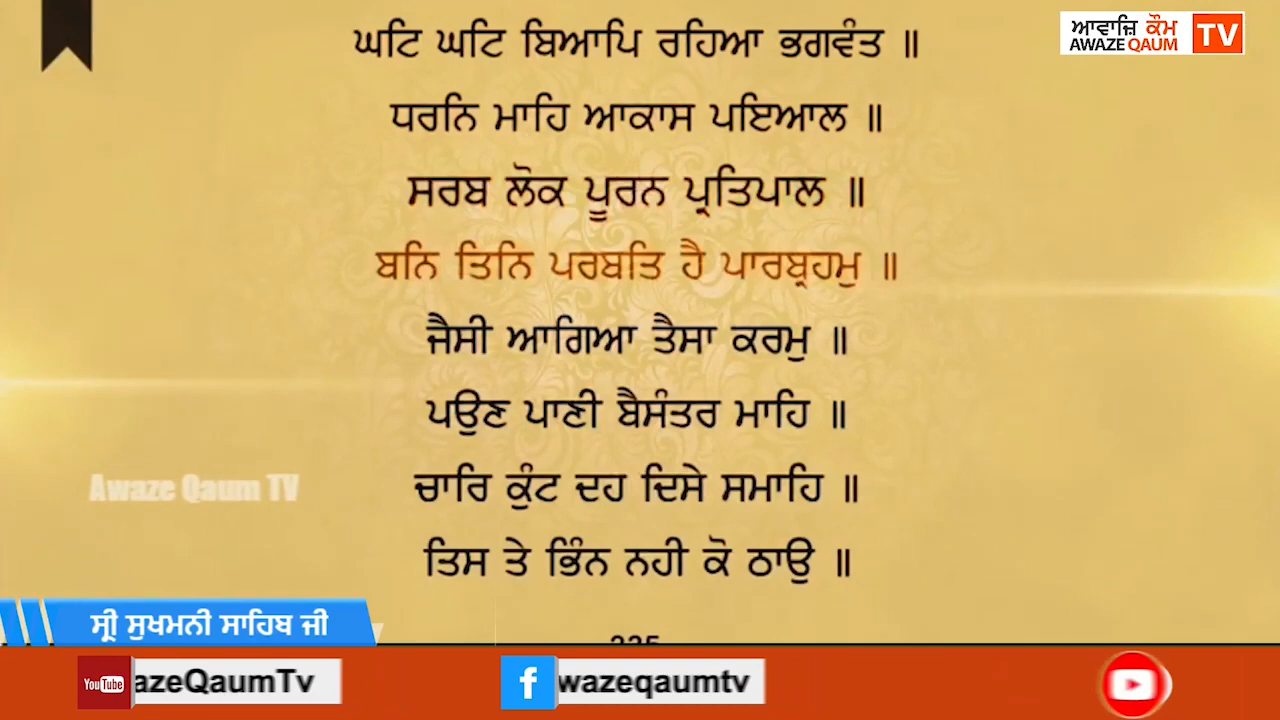 ਘਟਿ ਘਟਿ ਬਿਆਪਿ ਰਹਿਆ ਭਗਵੰਤ ॥
ਆਵਾਜ਼ਿ ਕੌਮ
AWAZE QAUM
TV
ਧਰਨਿ ਮਾਹਿ ਆਕਾਸ ਪਇਆਲ ॥
ਸਰਬ ਲੋਕ ਪੂਰਨ ਪ੍ਰਤਿਪਾਲ ॥
ਬਨਿ ਤਿਨਿ ਪਰਬਤਿ ਹੈ ਪਾਰਬ੍ਰਹਮੁ ॥
ਜੈਸੀ ਆਗਿਆ ਤੈਸਾ ਕਰਮੁ ॥
ਪਉਣ ਪਾਣੀ ਬੈਸੰਤਰ ਮਾਹਿ ॥
ਚਾਰਿ ਕੁੰਟ ਦਹ ਦਿਸੇ ਸਮਾਹਿ ॥
Awaze Qaum TV
ਤਿਸ ਤੇ ਭਿੰਨ ਨਹੀ ਕੋ ਠਾਉ ॥
ਸ੍ਰੀ ਸੁਖਮਨੀ ਸਾਹਿਬ ਜੀ
YouTube azeQaumTv
f wazeqaumtv